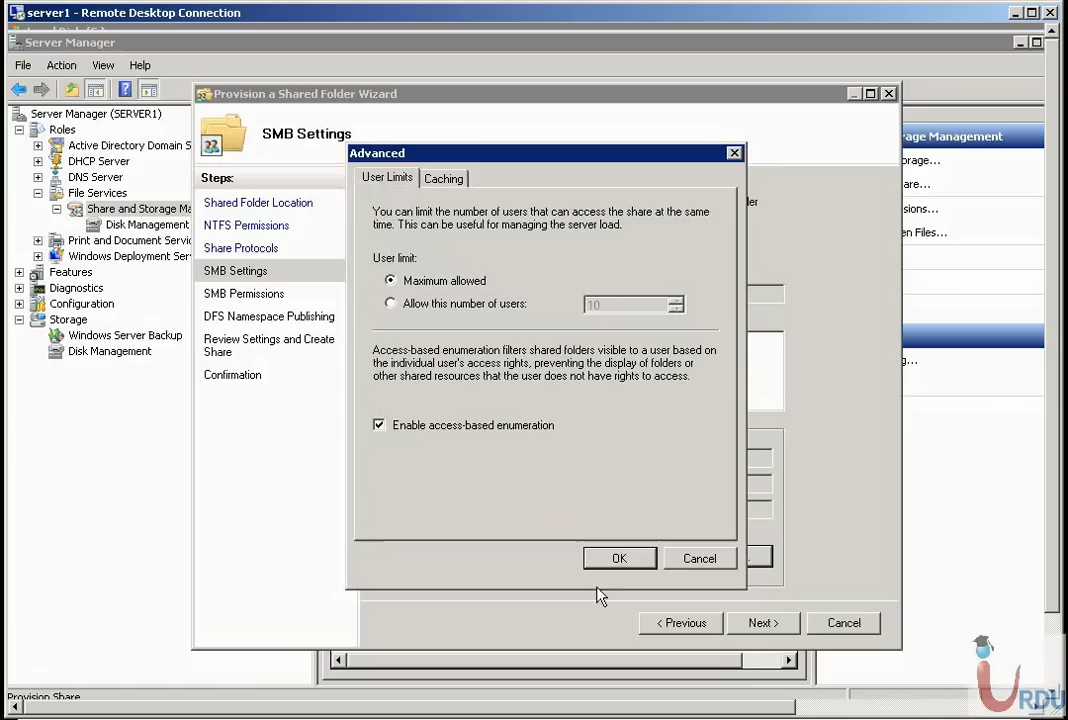 server1 - Remote Desktop Connection
Server Manager
File Action View Help
Server Manager (SERVER1)
Roles
Active Directory Domain S
DHCP Server
DNS Server
File Services
Share and Storage Ma
Disk Management
Print and Document Servic
Windows Deployment Ser
Features
Diagnostics
Configuration
Storage
Windows Server Backup
Disk Management
Provision a Shared Folder Wizard
SMB Settings
Steps:
Shared Folder Location
NTFS Permissions
Share Protocols
SMB Settings
SMB Permissions
DFS Namespace Publishing
Review Settings and Create
Share
Confirmation
Advanced
User Limits Caching
You can limit the number of users that can access the share at the same
time. This can be useful for managing the server load.
User limit:
Maximum allowed
Allow this number of users: 10
Access-based enumeration filters shared folders visible to a user based on
the individual user's access rights, preventing the display of folders or
other shared resources that the user does not have rights to access.
Enable access-based enumeration
OK Cancel
der
< Previous Next > Cancel
rage Management
orage...
are...
sions...
en Files...
g...
Provision Share
iURDU